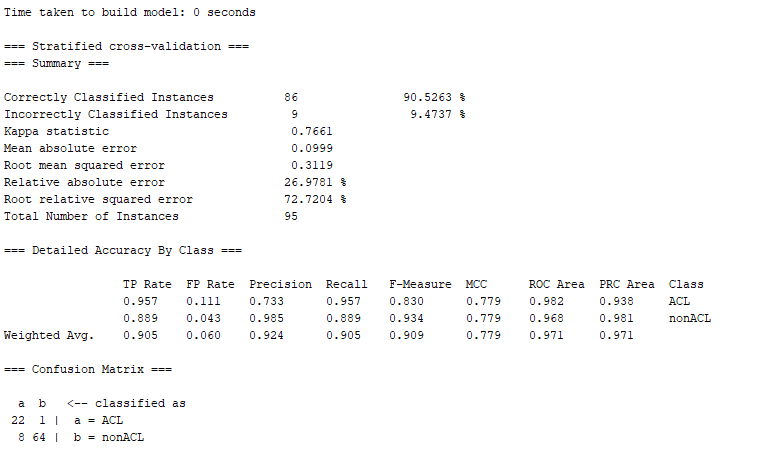 Time taken to build model: 0 seconds
=== Stratified cross-validation ===
=== Summary ===
Correctly Classified Instances 86 90.5263 %
Incorrectly Classified Instances 9 9.4737 %
Kappa statistic 0.7661
Mean absolute error 0.0999
Root mean squared error 0.3119
Relative absolute error 26.9781 %
Root relative squared error 72.7204 %
Total Number of Instances 95
=== Detailed Accuracy By Class ===
TP Rate FP Rate Precision Recall F-Measure MCC ROC Area PRC Area Class
0.957 0.111 0.733 0.957 0.830 0.779 0.982 0.938 ACL
0.889 0.043 0.985 0.889 0.934 0.779 0.968 0.981 nonACL
Weighted Avg. 0.905 0.060 0.924 0.905 0.909 0.779 0.971 0.971
=== Confusion Matrix ===
a b <-- classified as
22 1 | a = ACL
8 64 | b = nonACL